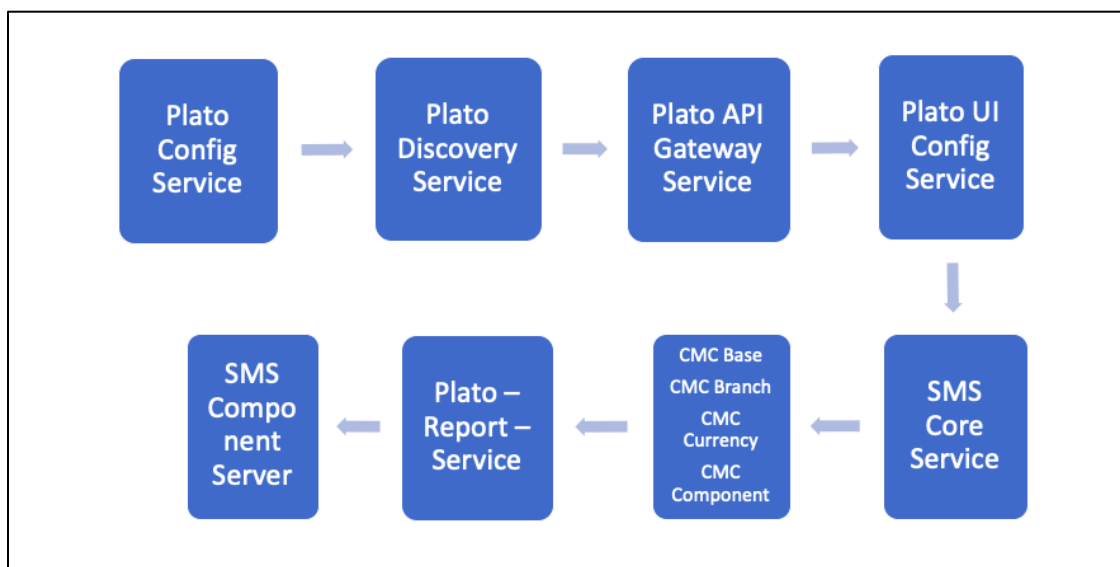 Plato
Config
Service
Plato
Discovery
Service
Plato API
Gateway
Service
Plato UI
Config
Service
SMS
Core
Service
CMC Base
CMC Branch
CMC
Currency
CMC
Component
Plato –
Report –
Service
SMS
Compo
nent
Server